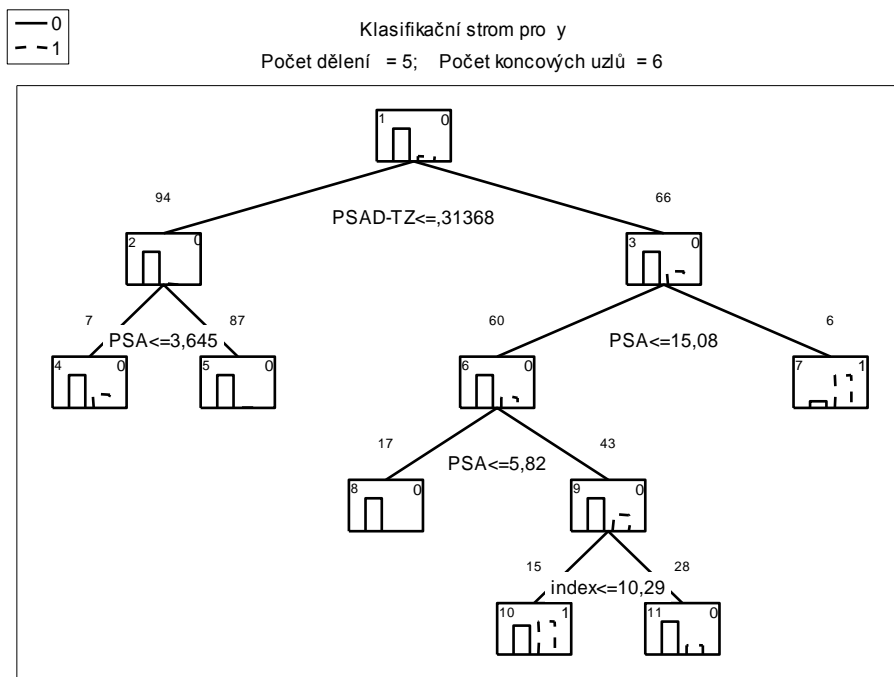 0
1
Klasifikační strom pro y
Počet dělení = 5; Počet koncových uzlů = 6
1 0
94 66
PSAD-TZ<=,31368
2 0 3 0
7 87 60 6
PSA<=3,645 PSA<=15,08
4 0 5 0 6 0 7 1
17 43
PSA<=5,82
8 0 9 0
15 28
index<=10,29
10 1 11 0